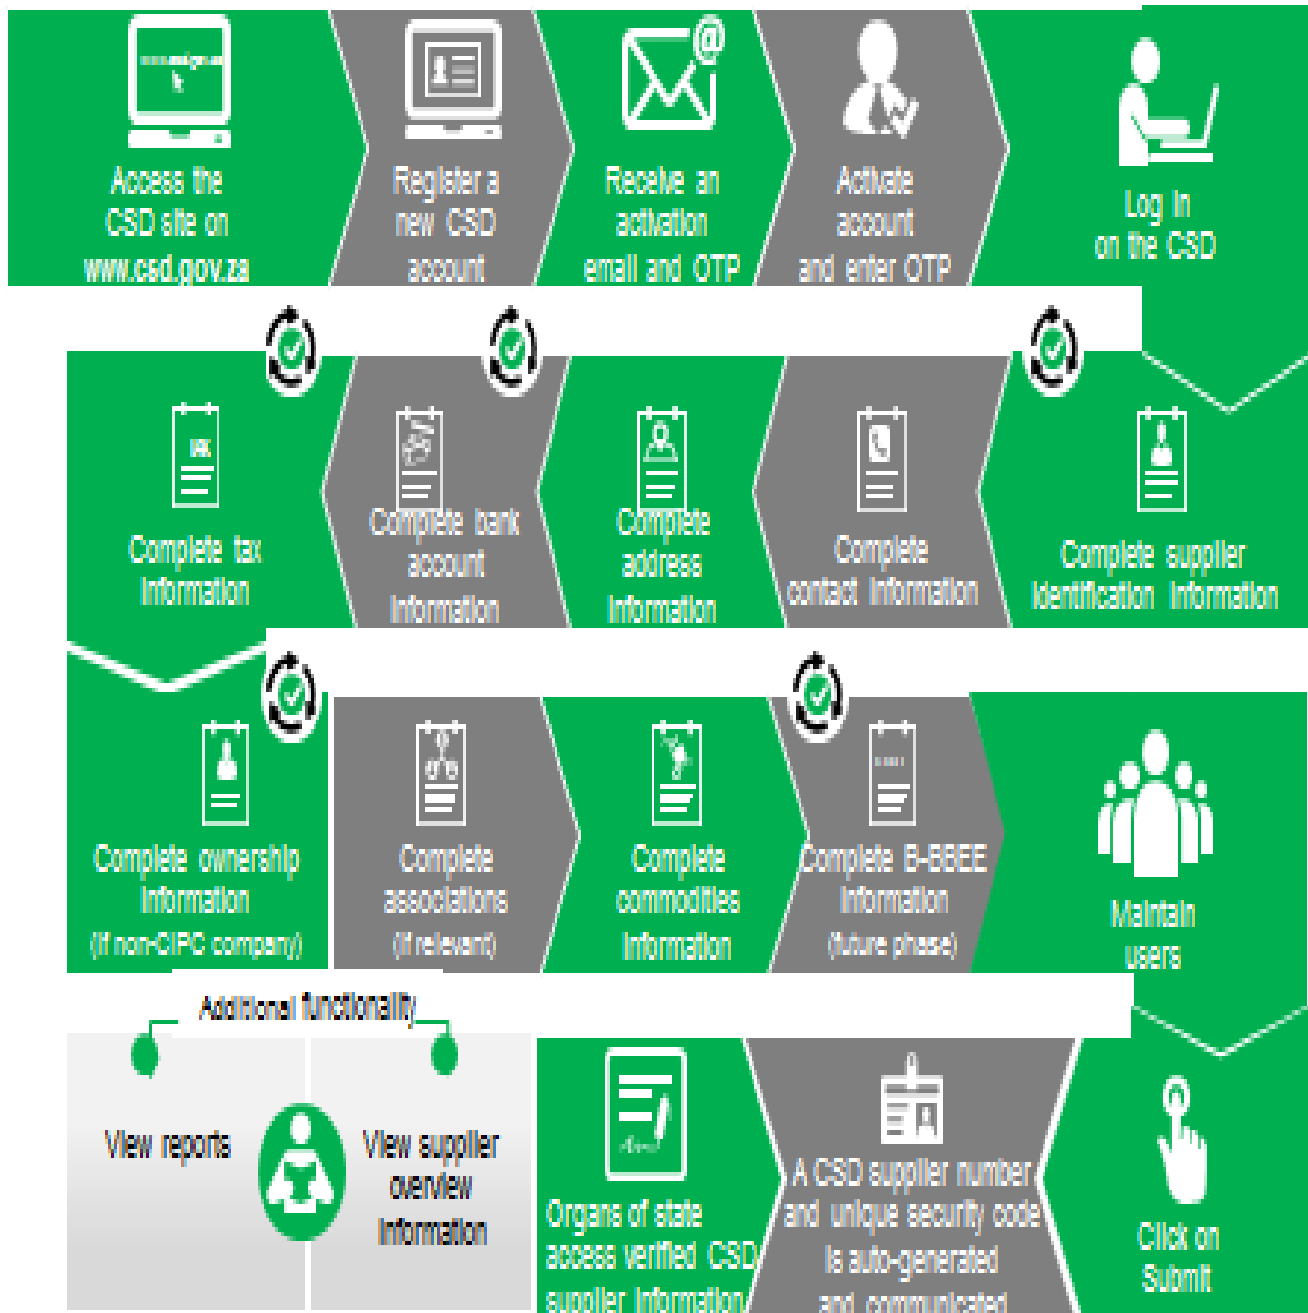 Access the
CSD site on
www.csd.gov.za
Register a
new CSD
account
Receive an
activation
email and OTP
Activate
account
and enter OTP
Log in
on the CSD
Complete tax
Information
Complete bank
account
Information
Complete
address
Information
Complete
contact Information
Complete supplier
Identification Information
Complete ownership
Information
(If non-CIPC company)
Complete
associations
(If relevant)
Complete
commodities
Information
Complete B-BBEE
Information
(future phase)
Maintain
users
Additional functionality
View reports
View supplier
overview
Information
Organs of state
access verified CSD
supplier Information
A CSD supplier number
and unique security code
is auto-generated
and communicated
Click on
Submit